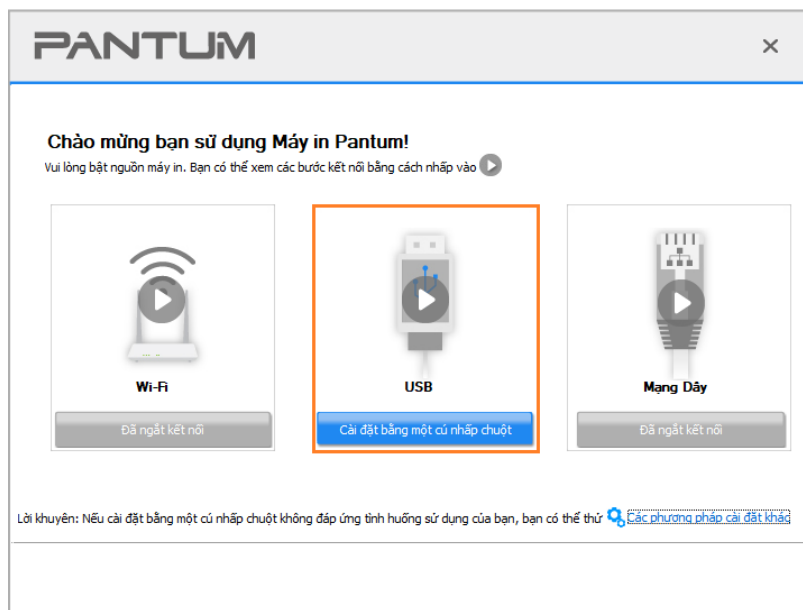 PANTUM
Chào mừng bạn sử dụng Máy in Pantum!
Vui lòng bật nguồn máy in. Bạn có thể xem các bước kết nối bằng cách nhấp vào
Wi-Fi
USB
Mạng Dây
Đã ngắt kết nối
Cài đặt bằng một cú nhấp chuột
Đã ngắt kết nối
Lời khuyên: Nếu cài đặt bằng một cú nhấp chuột không đáp ứng tình huống sử dụng của bạn, bạn có thể thử Các phương pháp cài đặt khác